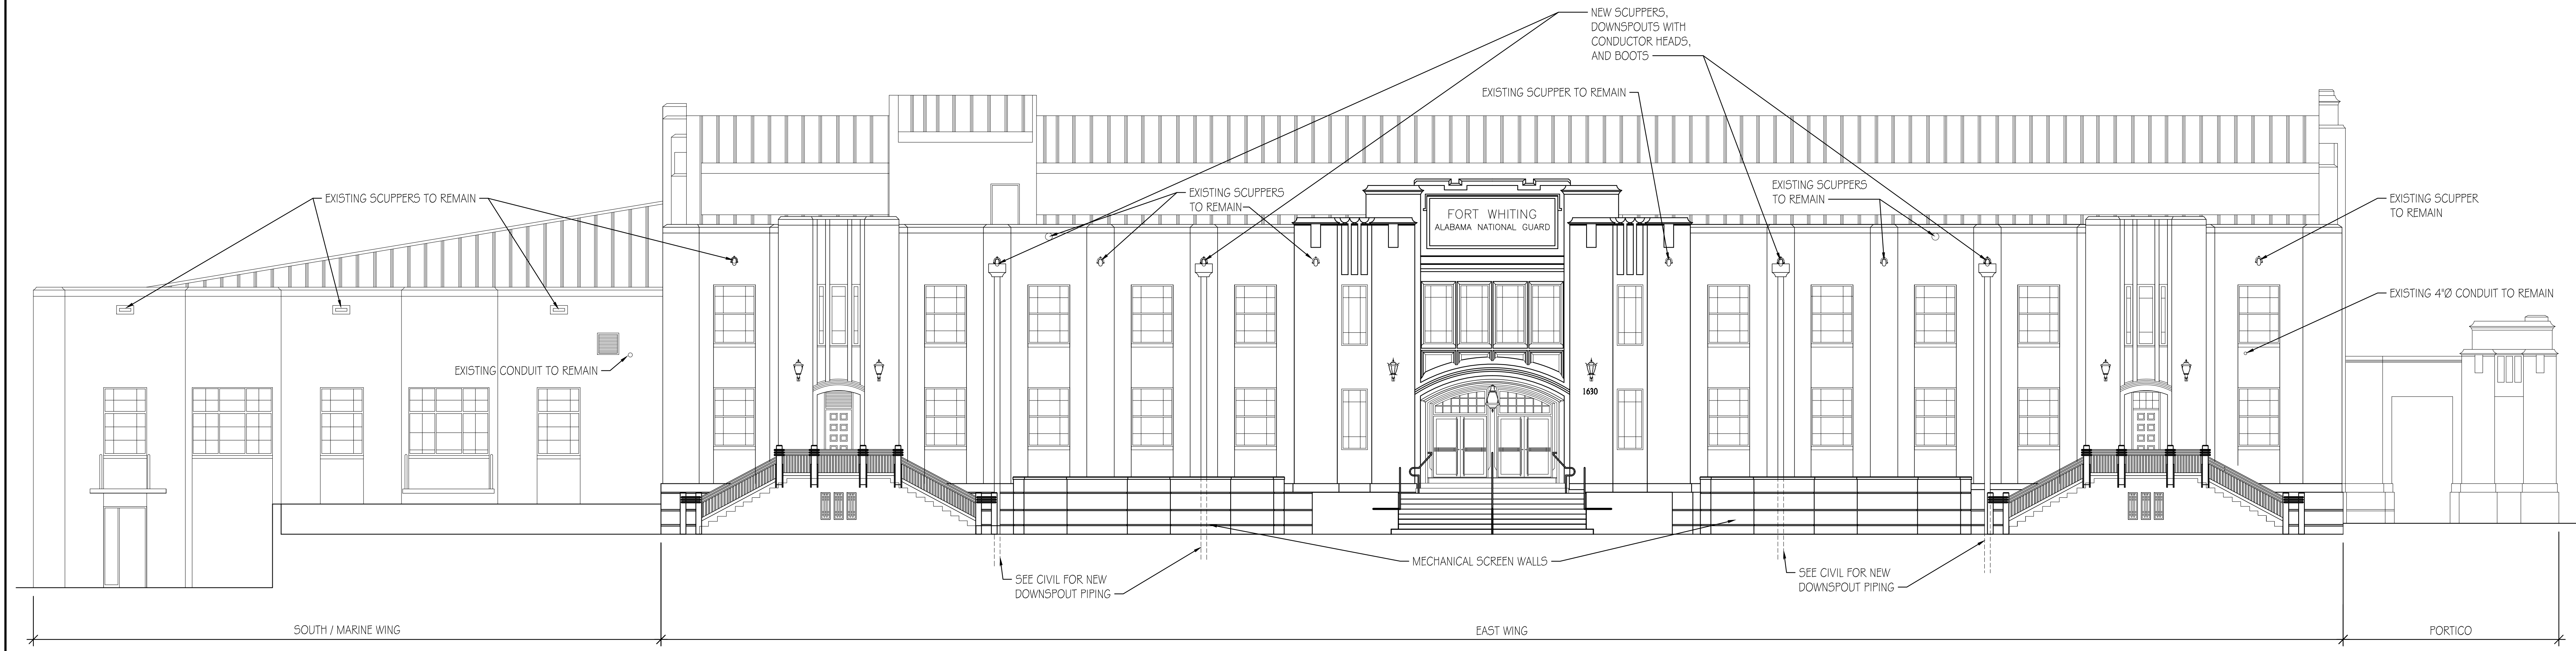 NEW SCUPPERS,
DOWNSPOUTS WITH
CONDUCTOR HEADS,
AND BOOTS
EXISTING SCUPPER TO REMAIN
EXISTING SCUPPERS TO REMAIN
EXISTING SCUPPERS
TO REMAIN
EXISTING SCUPPERS
TO REMAIN
EXISTING SCUPPER
TO REMAIN
FORT WHITING
ALABAMA NATIONAL GUARD
EXISTING 4"Ø CONDUIT TO REMAIN
EXISTING CONDUIT TO REMAIN
1630
MECHANICAL SCREEN WALLS
SEE CIVIL FOR NEW
DOWNSPOUT PIPING
SEE CIVIL FOR NEW
DOWNSPOUT PIPING
SOUTH / MARINE WING
EAST WING
PORTICO